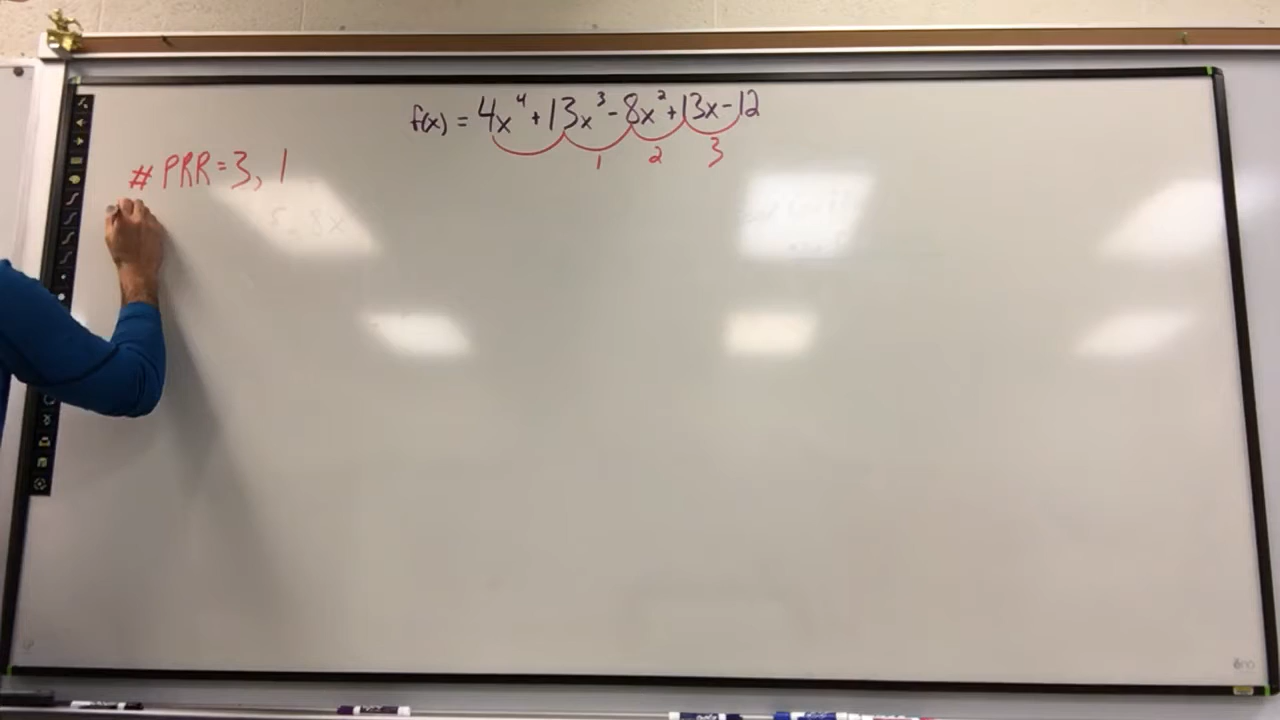 f(x) = 4x⁴ + 13x³ - 8x² + 13x - 12
1 2 3
# PRR = 3, 1